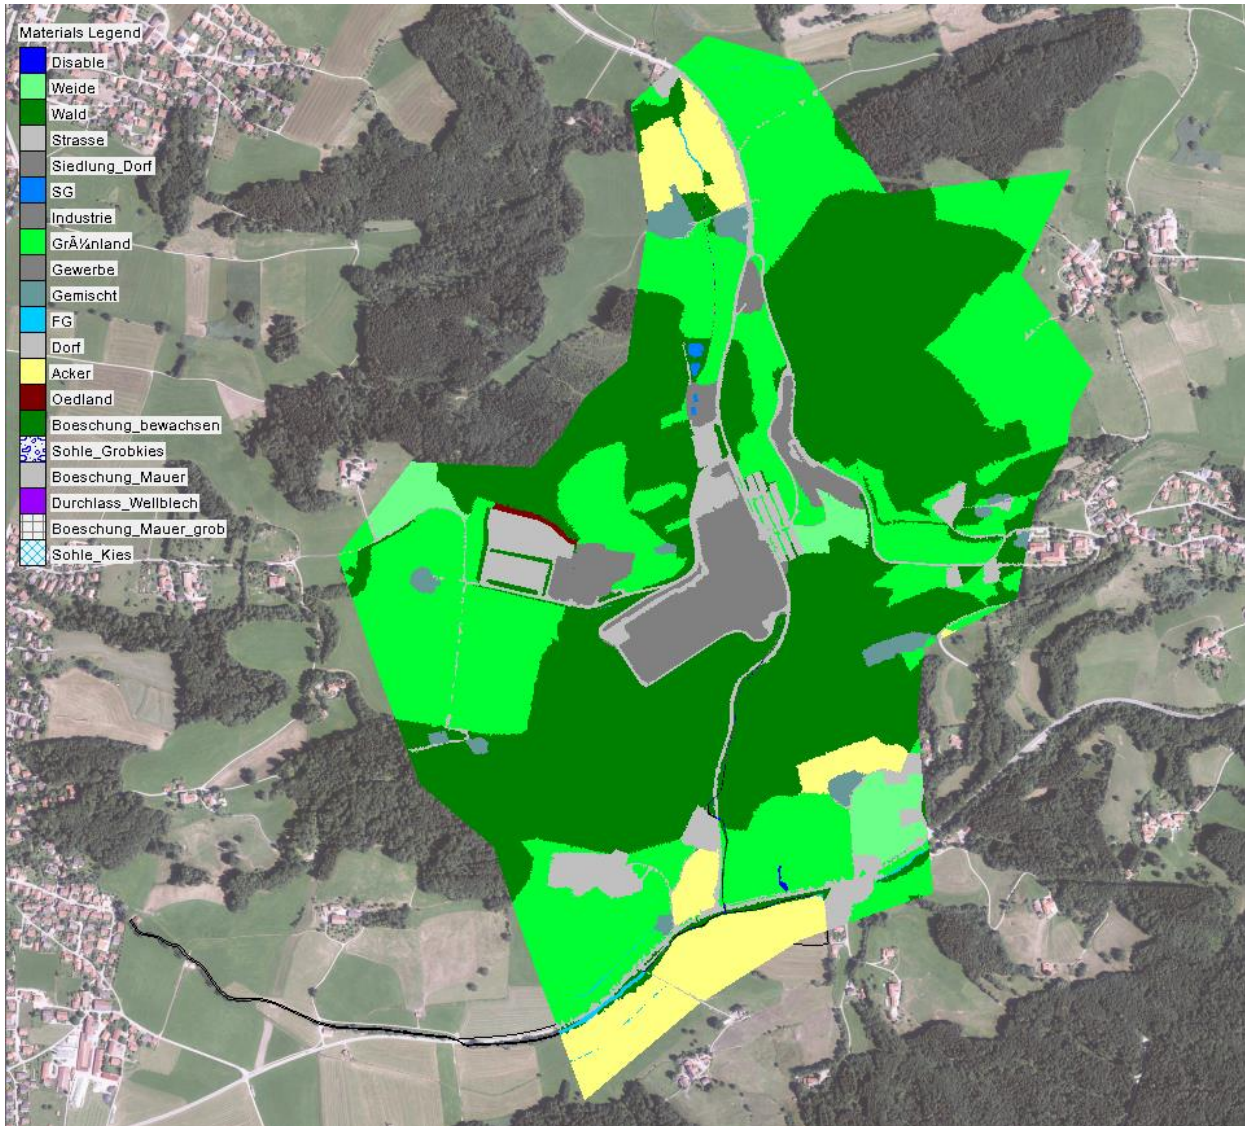 Materials Legend
Disable
Weide
Wald
Strasse
Siedlung_Dorf
SG
Industrie
GrÃ¼nland
Gewerbe
Gemischt
FG
Dorf
Acker
Oedland
Boeschung_bewachsen
Sohle_Grobkies
Boeschung_Mauer
Durchlass_Wellblech
Boeschung_Mauer_grob
Sohle_Kies